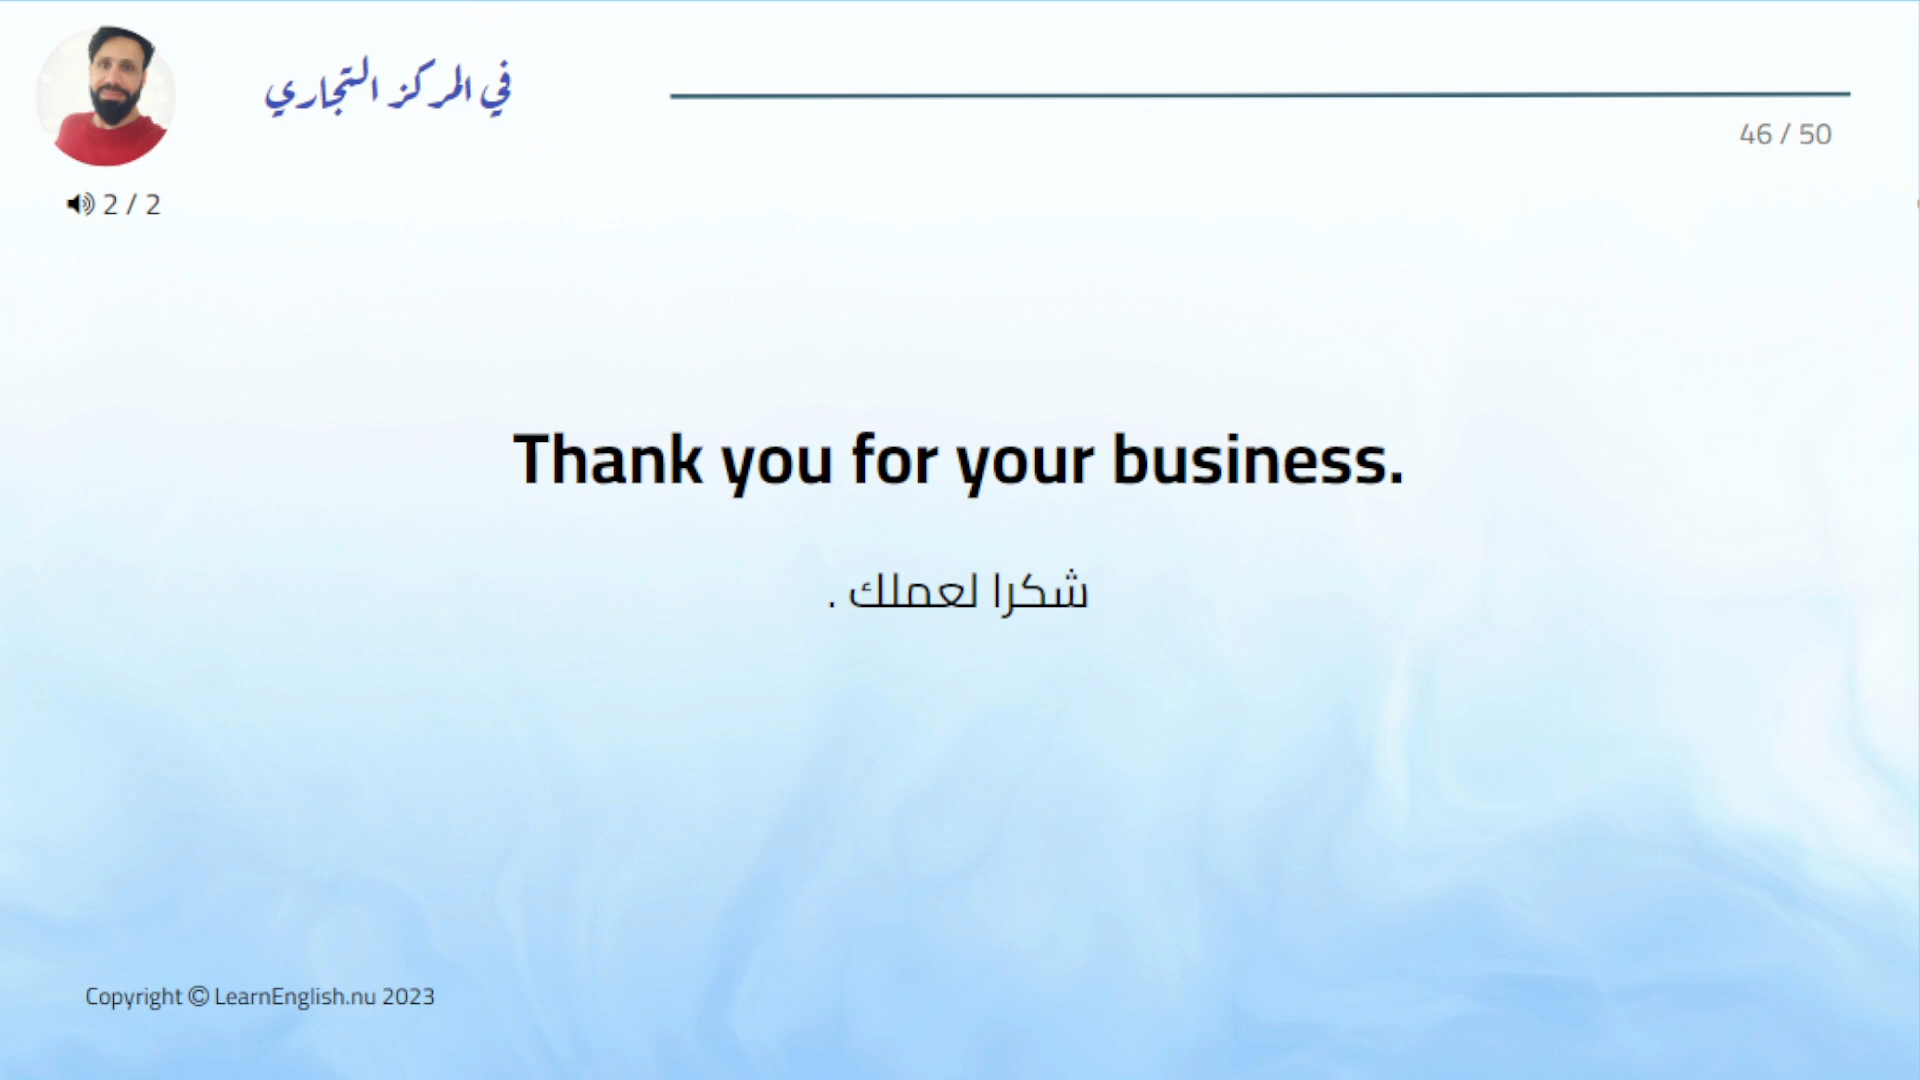 في المركز التجاري
46 / 50
2 / 2
Thank you for your business.
شكرا لعملك .
Copyright © LearnEnglish.nu 2023